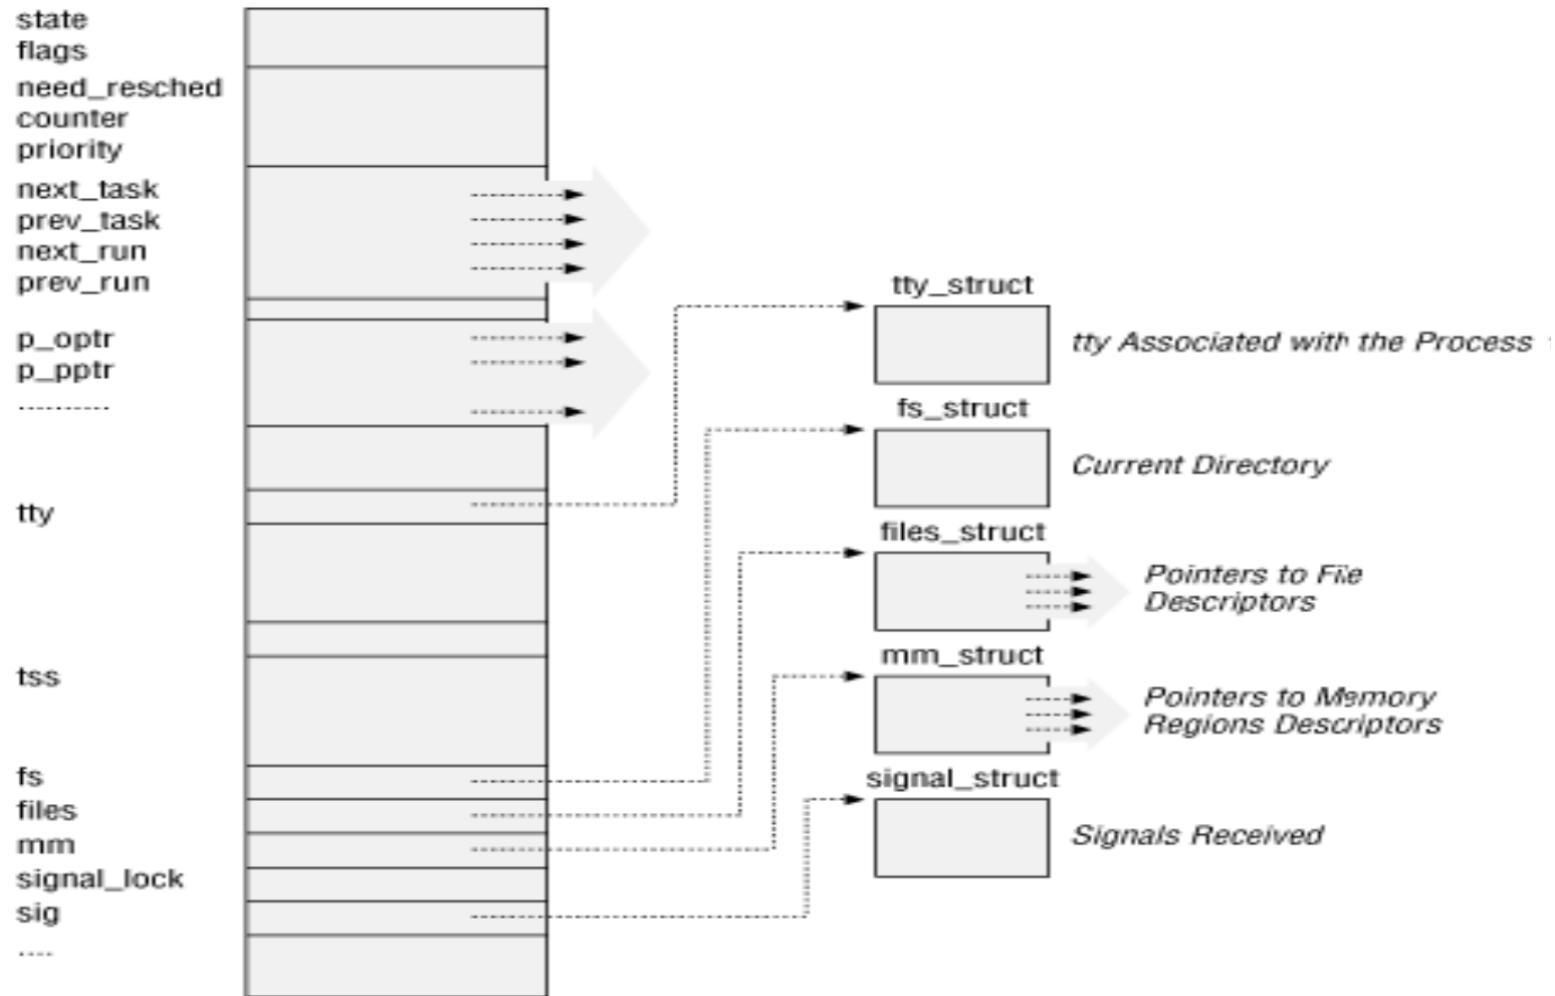 state
flags
need_resched
counter
priority
next_task
prev_task
next_run
prev_run
p_optr
p_pptr
..........
tty
tss
fs
files
mm
signal_lock
sig
....
tty_struct
tty Associated with the Process
fs_struct
Current Directory
files_struct
Pointers to File
Descriptors
mm_struct
Pointers to Memory
Regions Descriptors
signal_struct
Signals Received